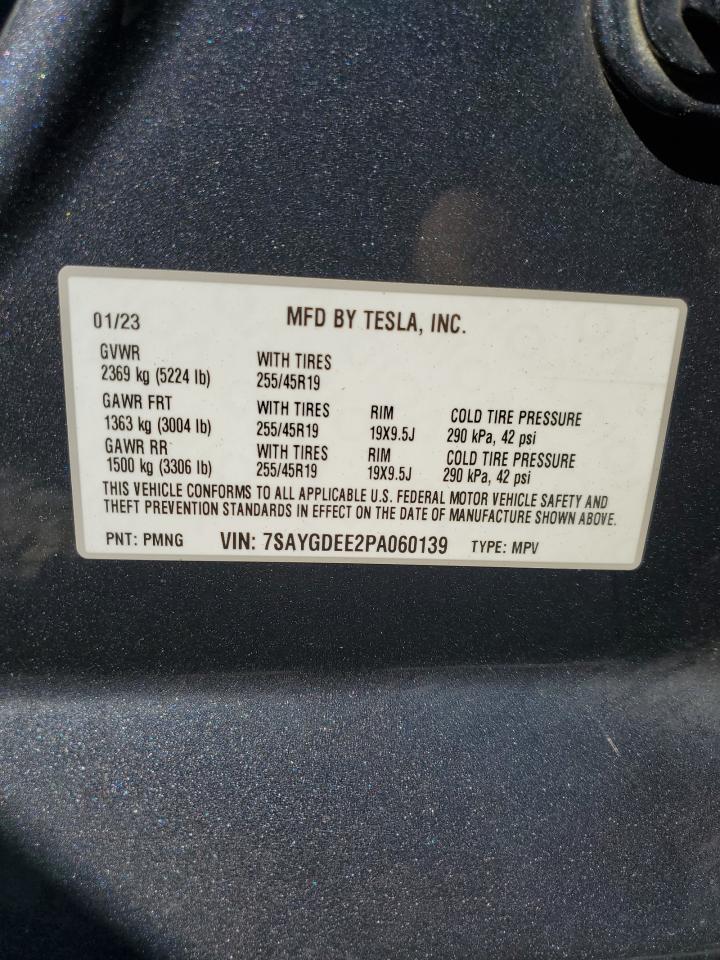 01/23 MFD BY TESLA, INC.
GVWR WITH TIRES
2369 kg (5224 lb) 255/45R19
GAWR FRT WITH TIRES RIM COLD TIRE PRESSURE
1363 kg (3004 lb) 255/45R19 19X9.5J 290 kPa, 42 psi
GAWR RR WITH TIRES RIM COLD TIRE PRESSURE
1500 kg (3306 lb) 255/45R19 19X9.5J 290 kPa, 42 psi
THIS VEHICLE CONFORMS TO ALL APPLICABLE U.S. FEDERAL MOTOR VEHICLE SAFETY AND
THEFT PREVENTION STANDARDS IN EFFECT ON THE DATE OF MANUFACTURE SHOWN ABOVE.
PNT: PMNG VIN: 7SAYGDEE2PA060139 TYPE: MPV